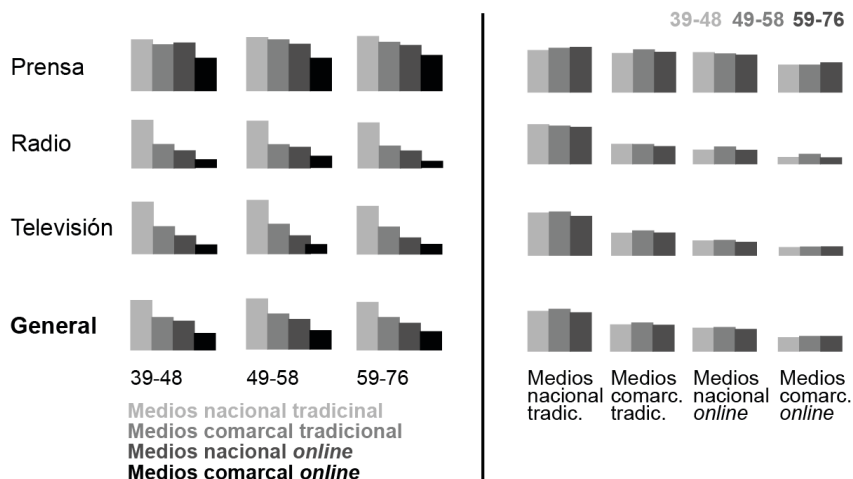 39-48 49-58 59-76
Prensa
Radio
Televisión
General
39-48 49-58 59-76
Medios nacional tradicinal
Medios comarcal tradicional
Medios nacional online
Medios comarcal online
Medios nacional tradic.
Medios comarc. tradic.
Medios nacional online
Medios comarc. online